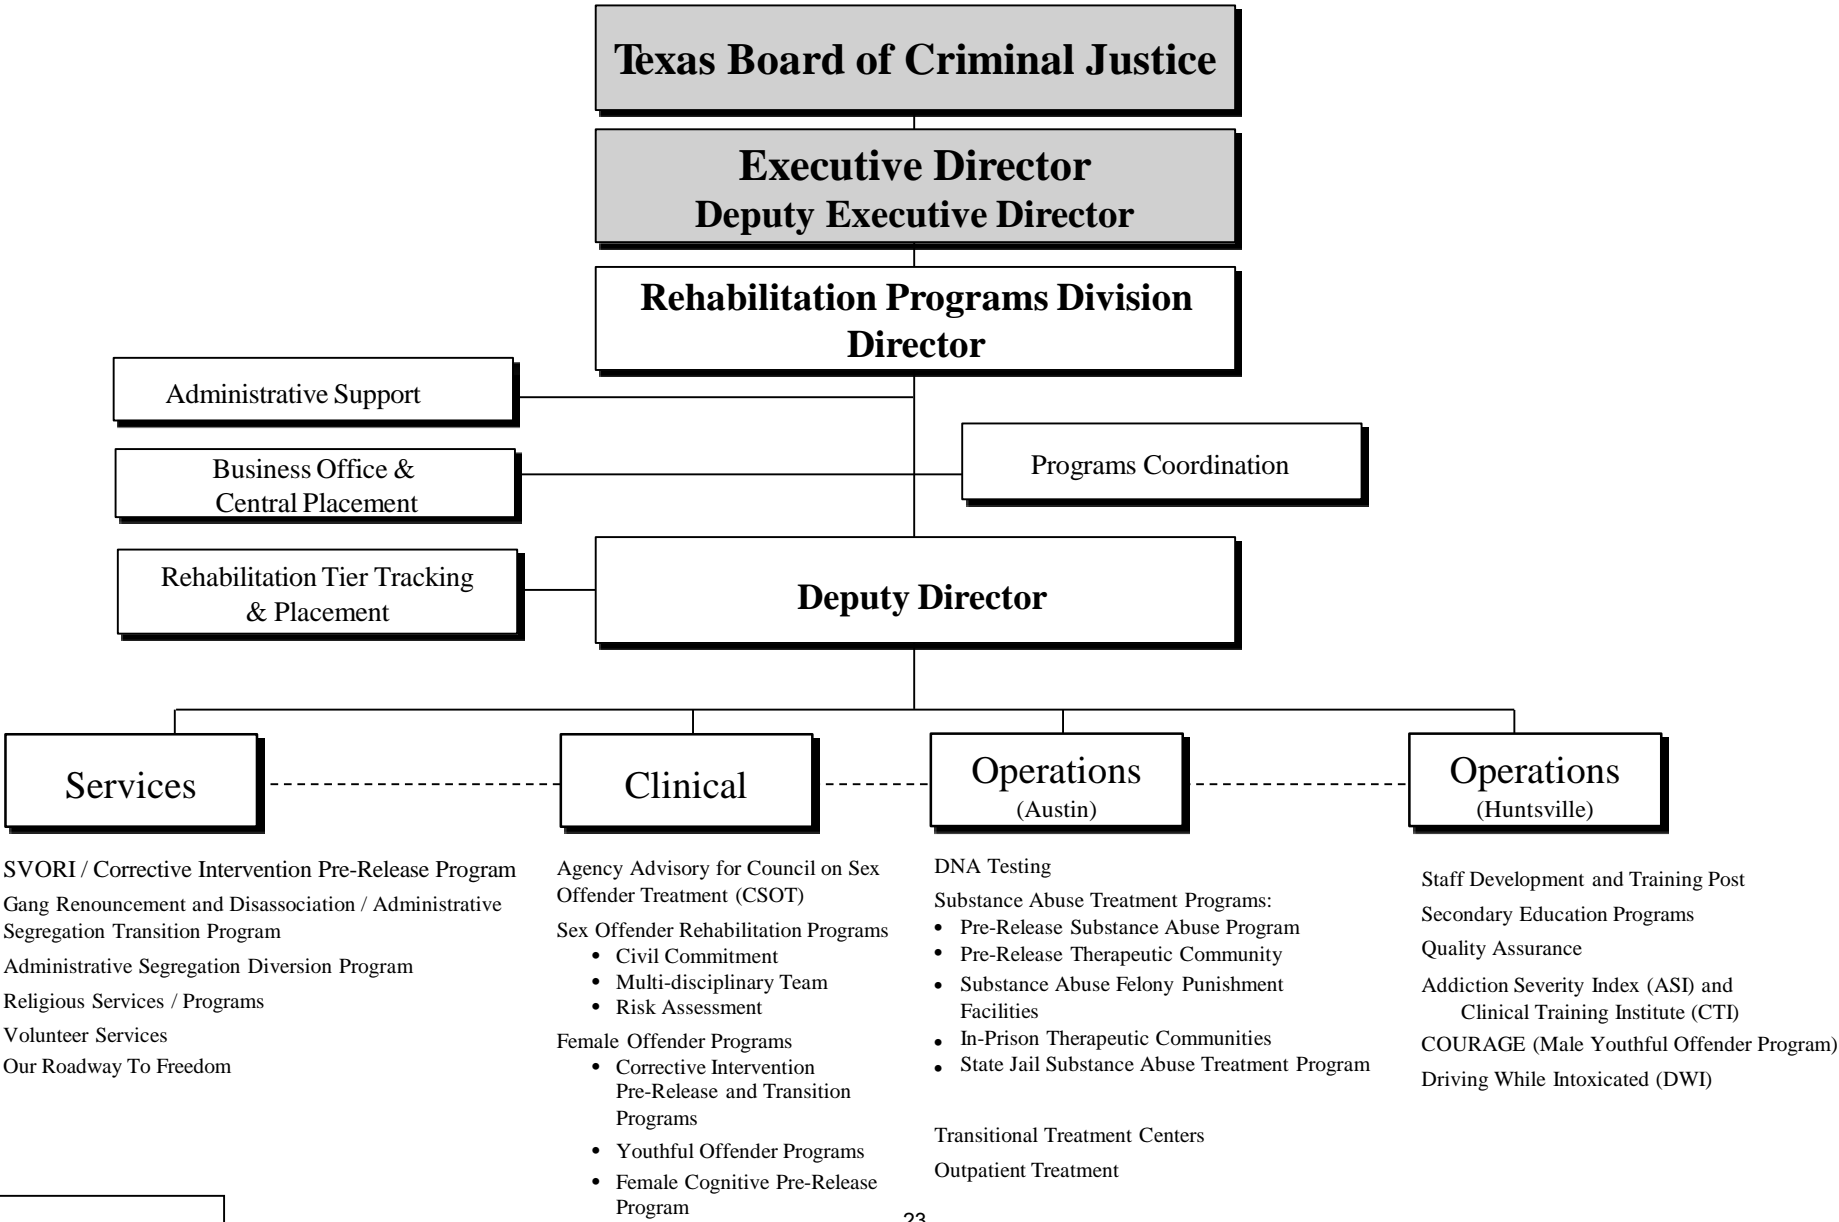 Texas Board of Criminal Justice
Executive Director
Deputy Executive Director
Rehabilitation Programs Division
Director
Administrative Support
Business Office &
Central Placement
Programs Coordination
Rehabilitation Tier Tracking
& Placement
Deputy Director
Services
Clinical
Operations
(Austin)
Operations
(Huntsville)
SVORI / Corrective Intervention Pre-Release Program
Gang Renouncement and Disassociation / Administrative
Segregation Transition Program
Administrative Segregation Diversion Program
Religious Services / Programs
Volunteer Services
Our Roadway To Freedom
Agency Advisory for Council on Sex
Offender Treatment (CSOT)
Sex Offender Rehabilitation Programs
• Civil Commitment
• Multi-disciplinary Team
• Risk Assessment
Female Offender Programs
• Corrective Intervention
Pre-Release and Transition
Programs
• Youthful Offender Programs
• Female Cognitive Pre-Release
Program
DNA Testing
Substance Abuse Treatment Programs:
• Pre-Release Substance Abuse Program
• Pre-Release Therapeutic Community
• Substance Abuse Felony Punishment
Facilities
• In-Prison Therapeutic Communities
• State Jail Substance Abuse Treatment Program
Transitional Treatment Centers
Outpatient Treatment
Staff Development and Training Post
Secondary Education Programs
Quality Assurance
Addiction Severity Index (ASI) and
Clinical Training Institute (CTI)
COURAGE (Male Youthful Offender Program)
Driving While Intoxicated (DWI)
23